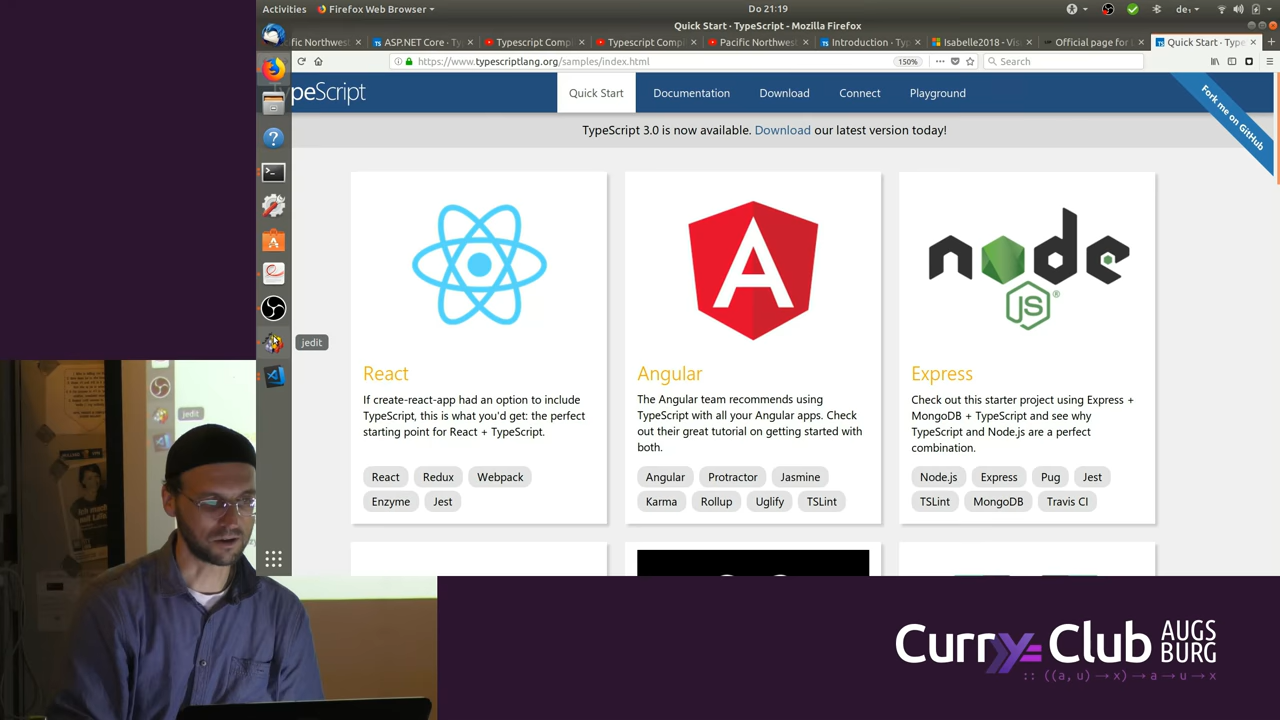 Activities
Firefox Web Browser
Do 21:19
de
Quick Start - TypeScript - Mozilla Firefox
ific Northwest
ASP.NET Core · Ty
Typescript Compi
Typescript Compi
Pacific Northwest
Introduction · Typ
Isabelle2018 - Vis
Official page for L
Quick Start · Type
https://www.typescriptlang.org/samples/index.html
150%
Search
peScript
Quick Start
Documentation
Download
Connect
Playground
Fork me on GitHub
TypeScript 3.0 is now available. Download our latest version today!
node
JS
React
If create-react-app had an option to include
TypeScript, this is what you'd get: the perfect
starting point for React + TypeScript.
React
Redux
Webpack
Enzyme
Jest
Angular
The Angular team recommends using
TypeScript with all your Angular apps. Check
out their great tutorial on getting started with
both.
Angular
Protractor
Jasmine
Karma
Rollup
Uglify
TSLint
Express
Check out this starter project using Express +
MongoDB + TypeScript and see why
TypeScript and Node.js are a perfect
combination.
Node.js
Express
Pug
Jest
TSLint
MongoDB
Travis CI
jedit
jedit
Curry Club
AUGS
BURG
:: ((a, u) → x) → a → u → x